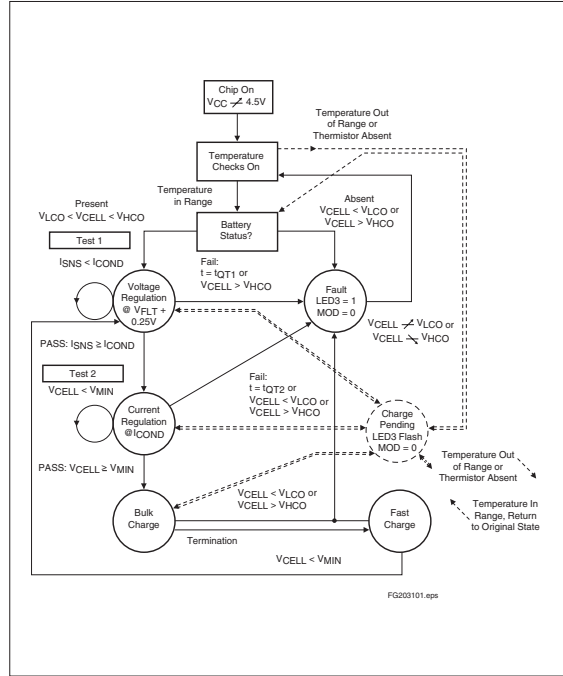 Chip On
VCC ↗ 4.5V
Temperature Out
of Range or
Thermistor Absent
Temperature
Checks On
Temperature
in Range
Absent
VCELL < VLCO or
VCELL > VHCO
Present
VLCO < VCELL < VHCO
Battery
Status?
Test 1
ISNS < ICOND
Fail:
t = tQT1 or
VCELL > VHCO
Voltage
Regulation
@ VFLT +
0.25V
Fault
LED3 = 1
MOD = 0
VCELL ↗ VLCO or
VCELL ↘ VHCO
PASS: ISNS ≥ ICOND
Test 2
VCELL < VMIN
Fail:
t = tQT2 or
VCELL < VLCO or
VCELL > VHCO
Current
Regulation
@ICOND
Charge
Pending
LED3 Flash
MOD = 0
Temperature Out
of Range or
Thermistor Absent
PASS: VCELL ≥ VMIN
VCELL < VLCO or
VCELL > VHCO
Temperature In
Range, Return
to Original State
Bulk
Charge
Fast
Charge
Termination
VCELL < VMIN
FG203101.eps